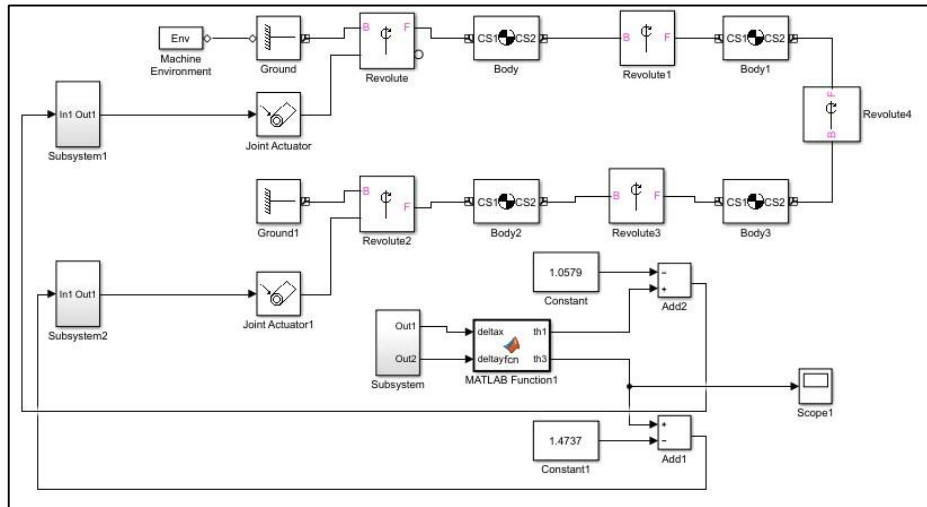 Env
Machine
Environment
Ground
B
F
Revolute
CS1 CS2
Body
B
F
Revolute1
CS1 CS2
Body1
F
B
Revolute4
In1 Out1
Subsystem1
Joint Actuator
Ground1
B
F
Revolute2
CS1 CS2
Body2
B
F
Revolute3
CS1 CS2
Body3
In1 Out1
Subsystem2
Joint Actuator1
1.0579
Constant
Add2
Out1
Out2
Subsystem
deltax
deltay
fcn
th1
th3
MATLAB Function1
Scope1
1.4737
Constant1
Add1